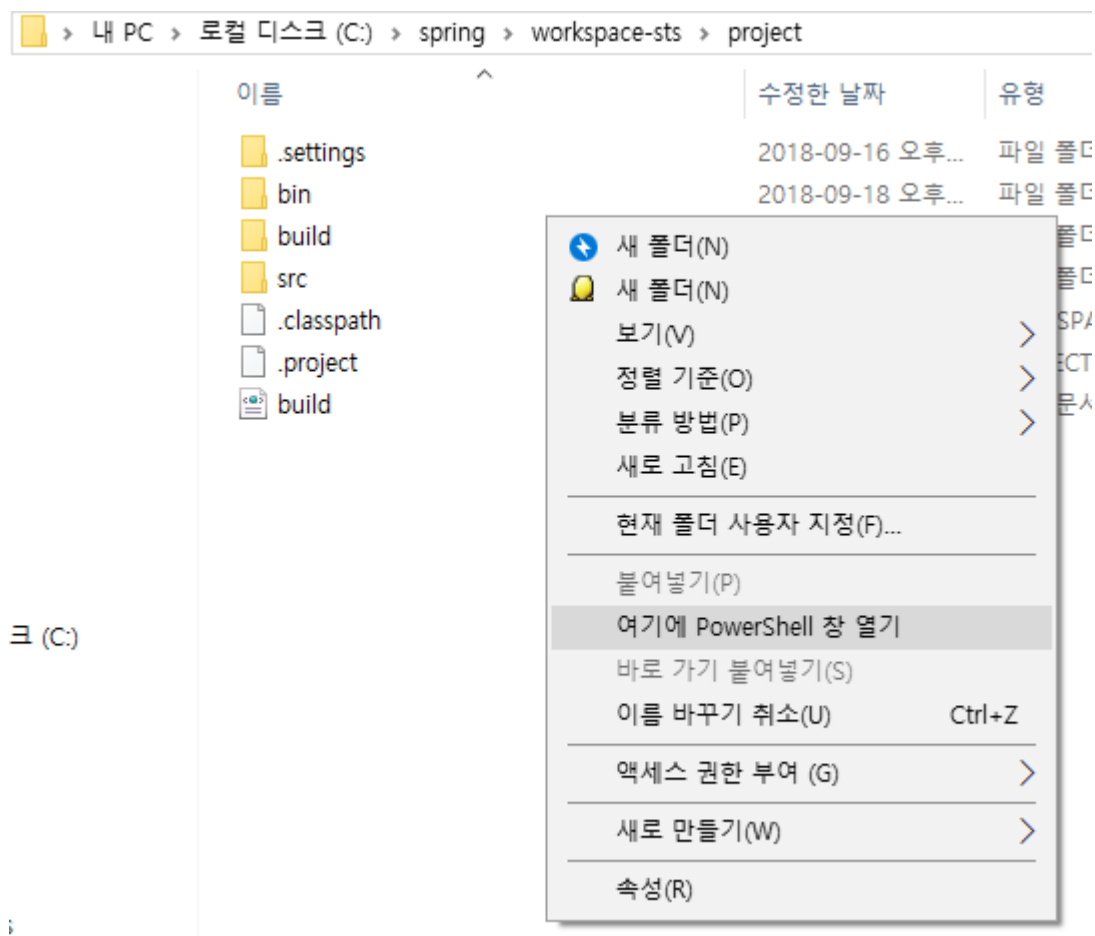 내 PC > 로컬 디스크 (C:) > spring > workspace-sts > project
이름 수정한 날짜 유형
.settings 2018-09-16 오후... 파일 폴더
bin 2018-09-18 오후... 파일 폴더
build
src
.classpath
.project
build
새 폴더(N)
새 폴더(N)
보기(V)
정렬 기준(O)
분류 방법(P)
새로 고침(E)
현재 폴더 사용자 지정(F)...
붙여넣기(P)
여기에 PowerShell 창 열기
바로 가기 붙여넣기(S)
이름 바꾸기 취소(U) Ctrl+Z
액세스 권한 부여 (G)
새로 만들기(W)
속성(R)
크 (C:)